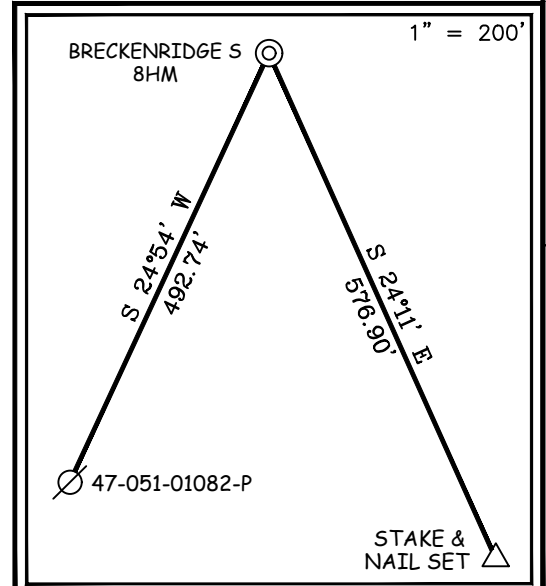 1" = 200'
BRECKENRIDGE S
8HM
S 24°54' W
492.74'
S 24°11' E
576.90'
47-051-01082-P
STAKE &
NAIL SET